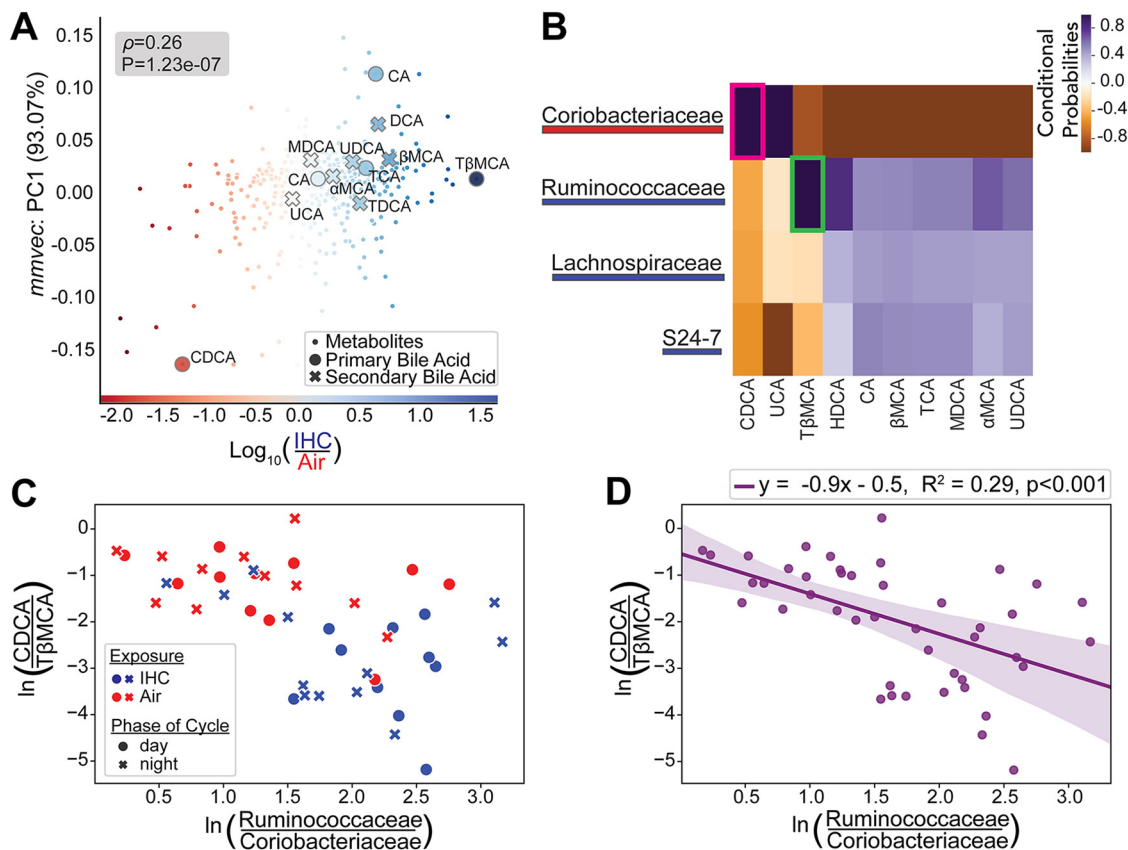 A
ρ=0.26
P=1.23e-07
mmvec: PC1 (93.07%)
0.15
0.10
0.05
0.00
-0.05
-0.10
-0.15
CA
DCA
MDCA
UDCA
βMCA
TβMCA
CA
TCA
αMCA
UCA
TDCA
CDCA
Metabolites
Primary Bile Acid
Secondary Bile Acid
-2.0 -1.5 -1.0 -0.5 0.0 0.5 1.0 1.5
Log10(IHC/Air)
B
Conditional
Probabilities
0.8
0.4
0.0
-0.4
-0.8
Coriobacteriaceae
Ruminococcaceae
Lachnospiraceae
S24-7
CDCA
UCA
TβMCA
HDCA
CA
βMCA
TCA
MDCA
αMCA
UDCA
C
ln(CDCA/TβMCA)
0
−1
−2
−3
−4
−5
Exposure
IHC
Air
Phase of Cycle
day
night
0.5 1.0 1.5 2.0 2.5 3.0
ln(Ruminococcaceae/Coriobacteriaceae)
D
y = -0.9x - 0.5, R² = 0.29, p<0.001
ln(CDCA/TβMCA)
0
−1
−2
−3
−4
−5
0.5 1.0 1.5 2.0 2.5 3.0
ln(Ruminococcaceae/Coriobacteriaceae)